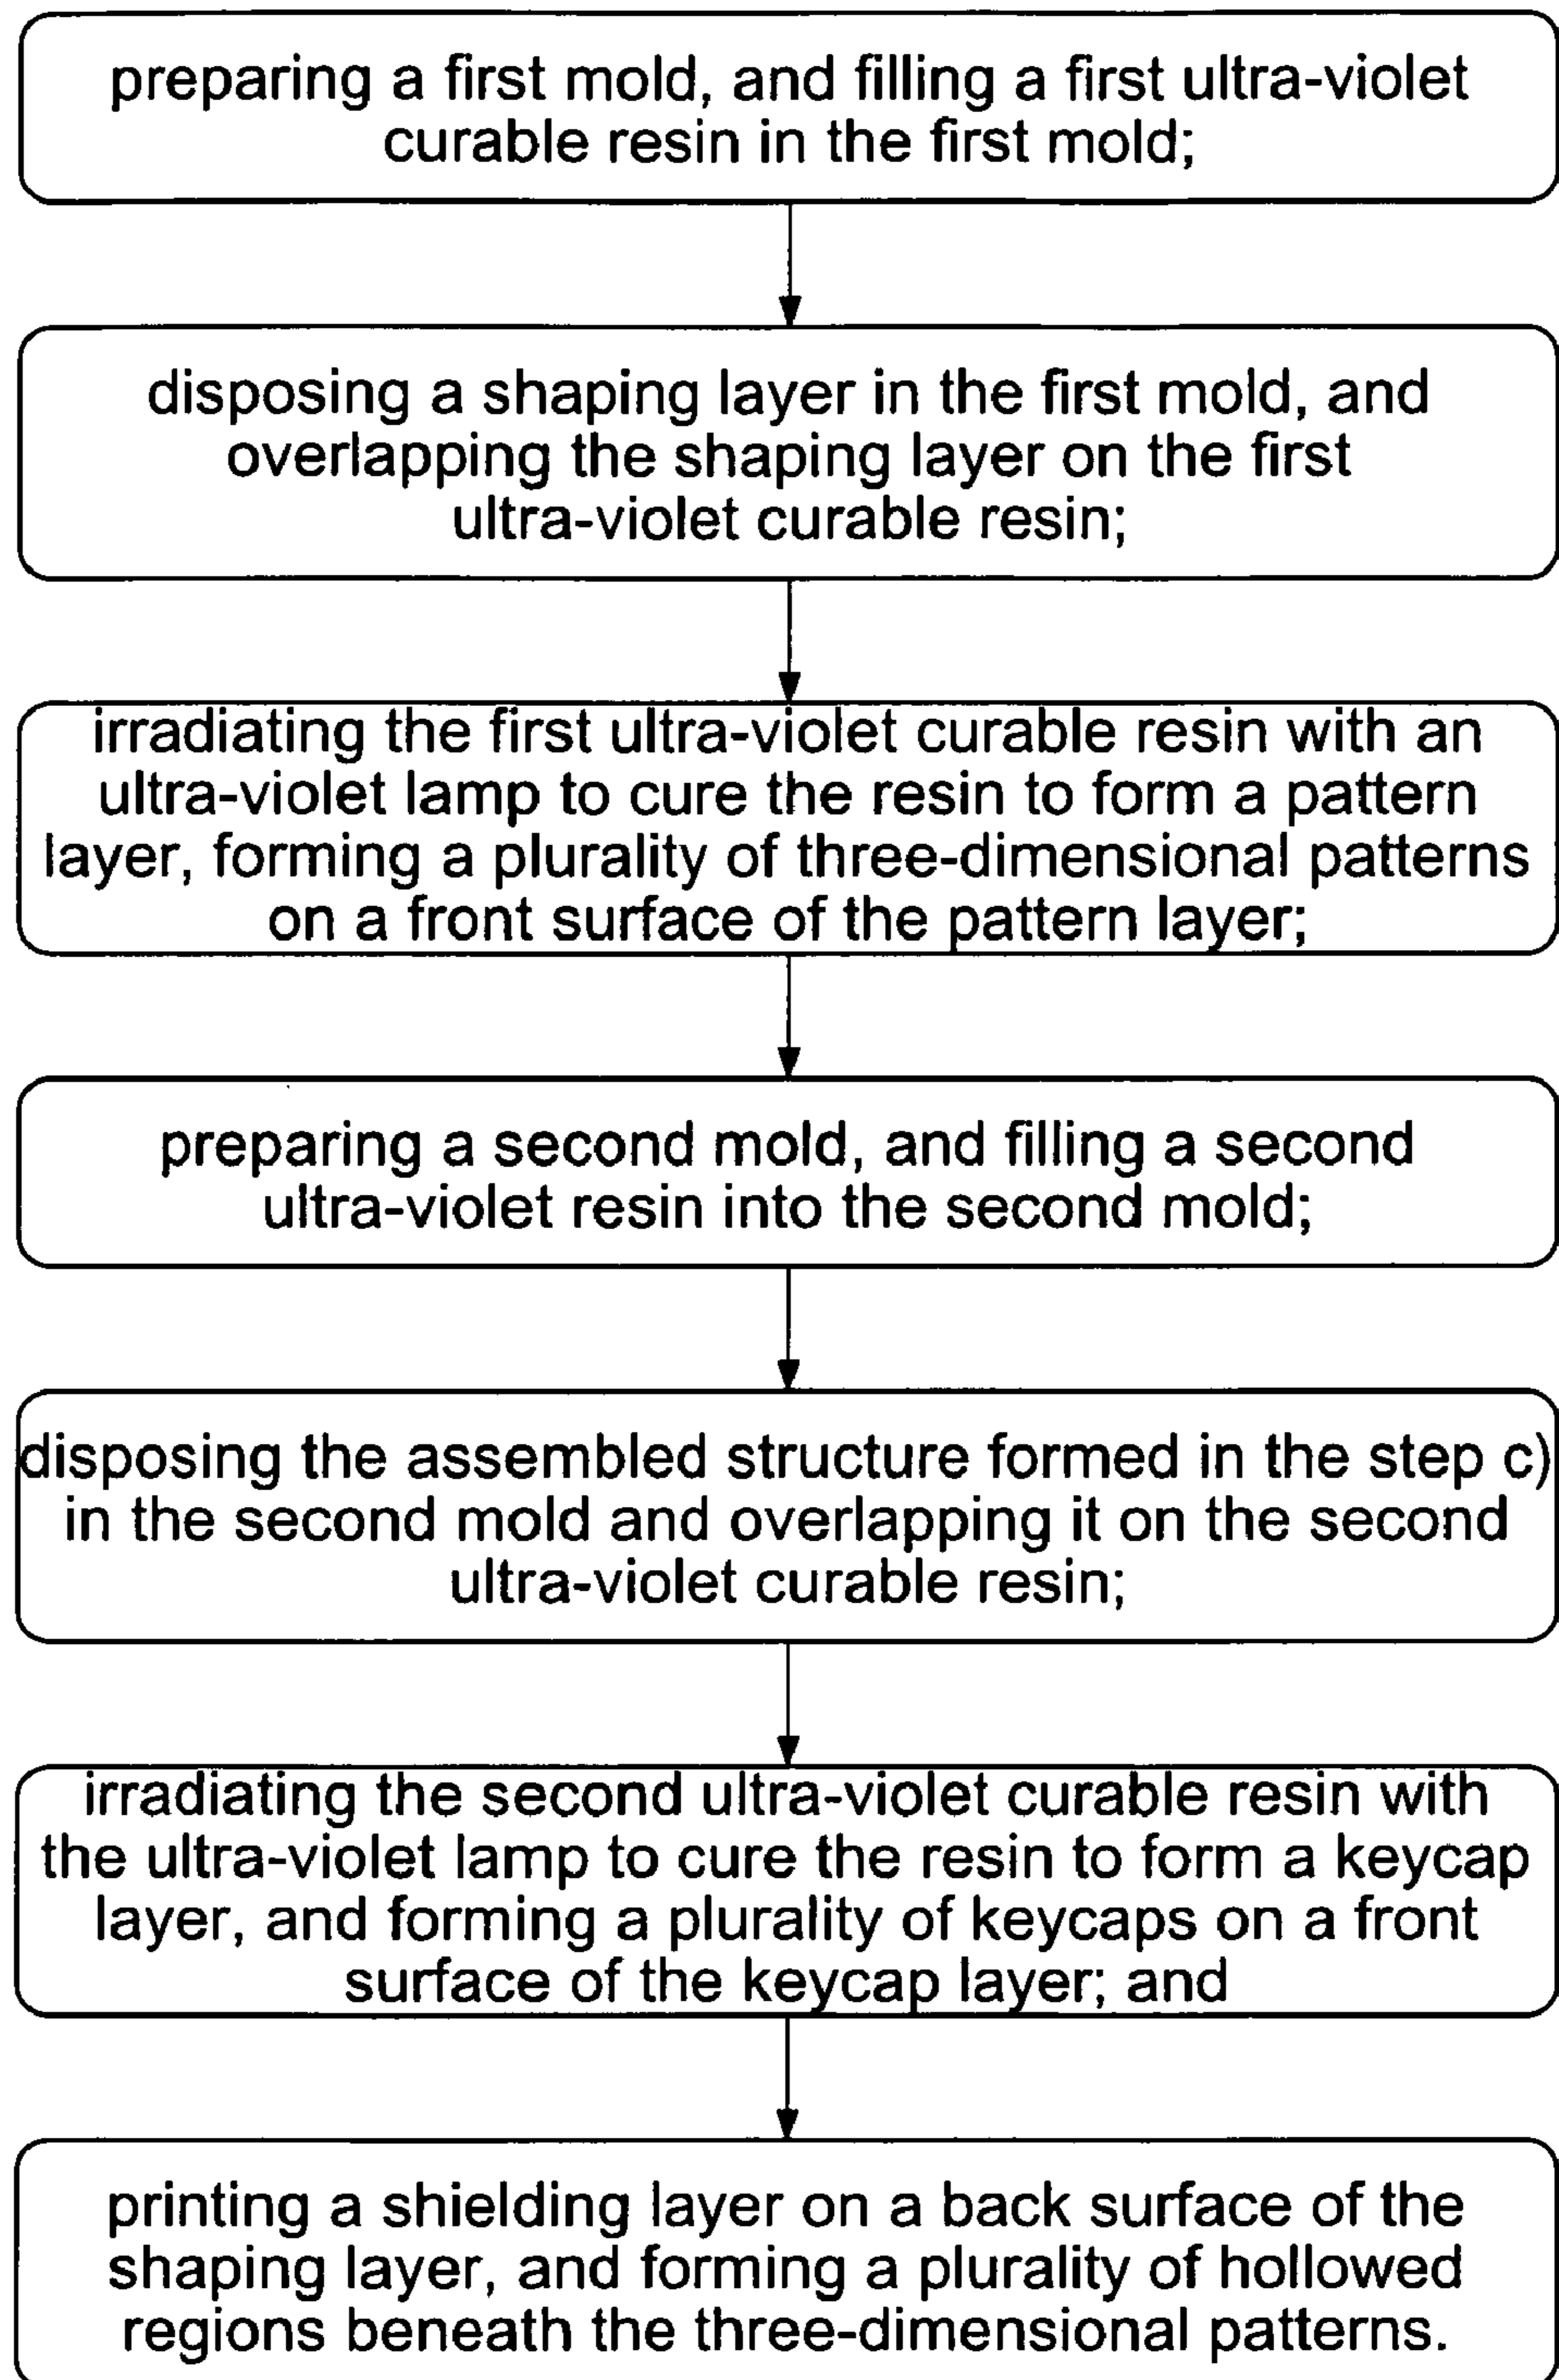 preparing a first mold, and filling a first ultra-violet
curable resin in the first mold;
disposing a shaping layer in the first mold, and
overlapping the shaping layer on the first
ultra-violet curable resin;
irradiating the first ultra-violet curable resin with an
ultra-violet lamp to cure the resin to form a pattern
layer, forming a plurality of three-dimensional patterns
on a front surface of the pattern layer;
preparing a second mold, and filling a second
ultra-violet resin into the second mold;
disposing the assembled structure formed in the step c)
in the second mold and overlapping it on the second
ultra-violet curable resin;
irradiating the second ultra-violet curable resin with
the ultra-violet lamp to cure the resin to form a keycap
layer, and forming a plurality of keycaps on a front
surface of the keycap layer; and
printing a shielding layer on a back surface of the
shaping layer, and forming a plurality of hollowed
regions beneath the three-dimensional patterns.